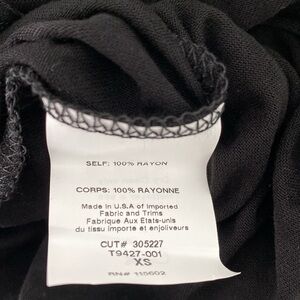 SELF: 100% RAYON
CORPS: 100% RAYONNE
Made in U.S.A of Imported
Fabric and Trims
Fabrique Aux Etats-unis
du tissu importe et enjoliveurs
CUT# 305227
T9427-001
XS
RN# 115602